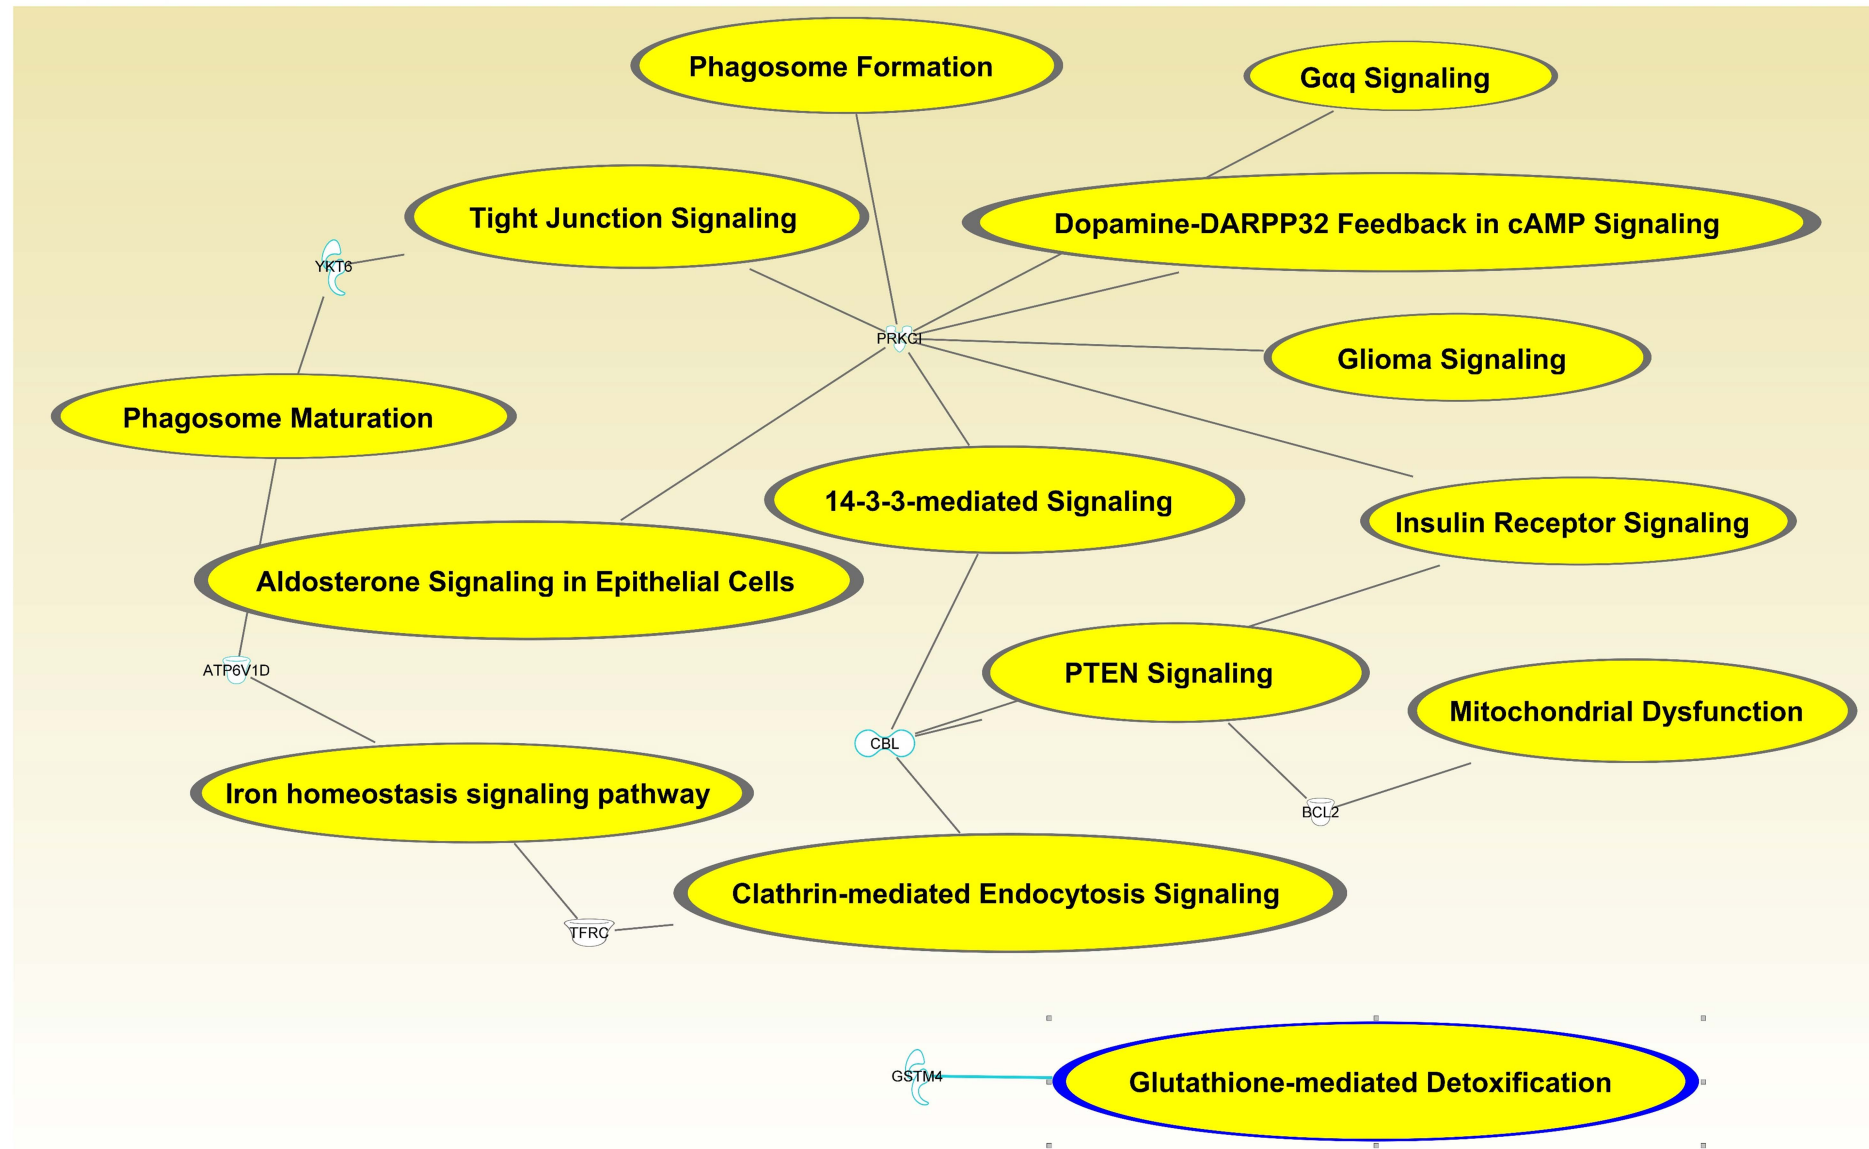 Phagosome Formation
Gαq Signaling
Tight Junction Signaling
Dopamine-DARPP32 Feedback in cAMP Signaling
YKT6
PRKCI
Glioma Signaling
Phagosome Maturation
14-3-3-mediated Signaling
Insulin Receptor Signaling
Aldosterone Signaling in Epithelial Cells
ATP6V1D
PTEN Signaling
Mitochondrial Dysfunction
CBL
Iron homeostasis signaling pathway
BCL2
Clathrin-mediated Endocytosis Signaling
TFRC
GSTM4
Glutathione-mediated Detoxification